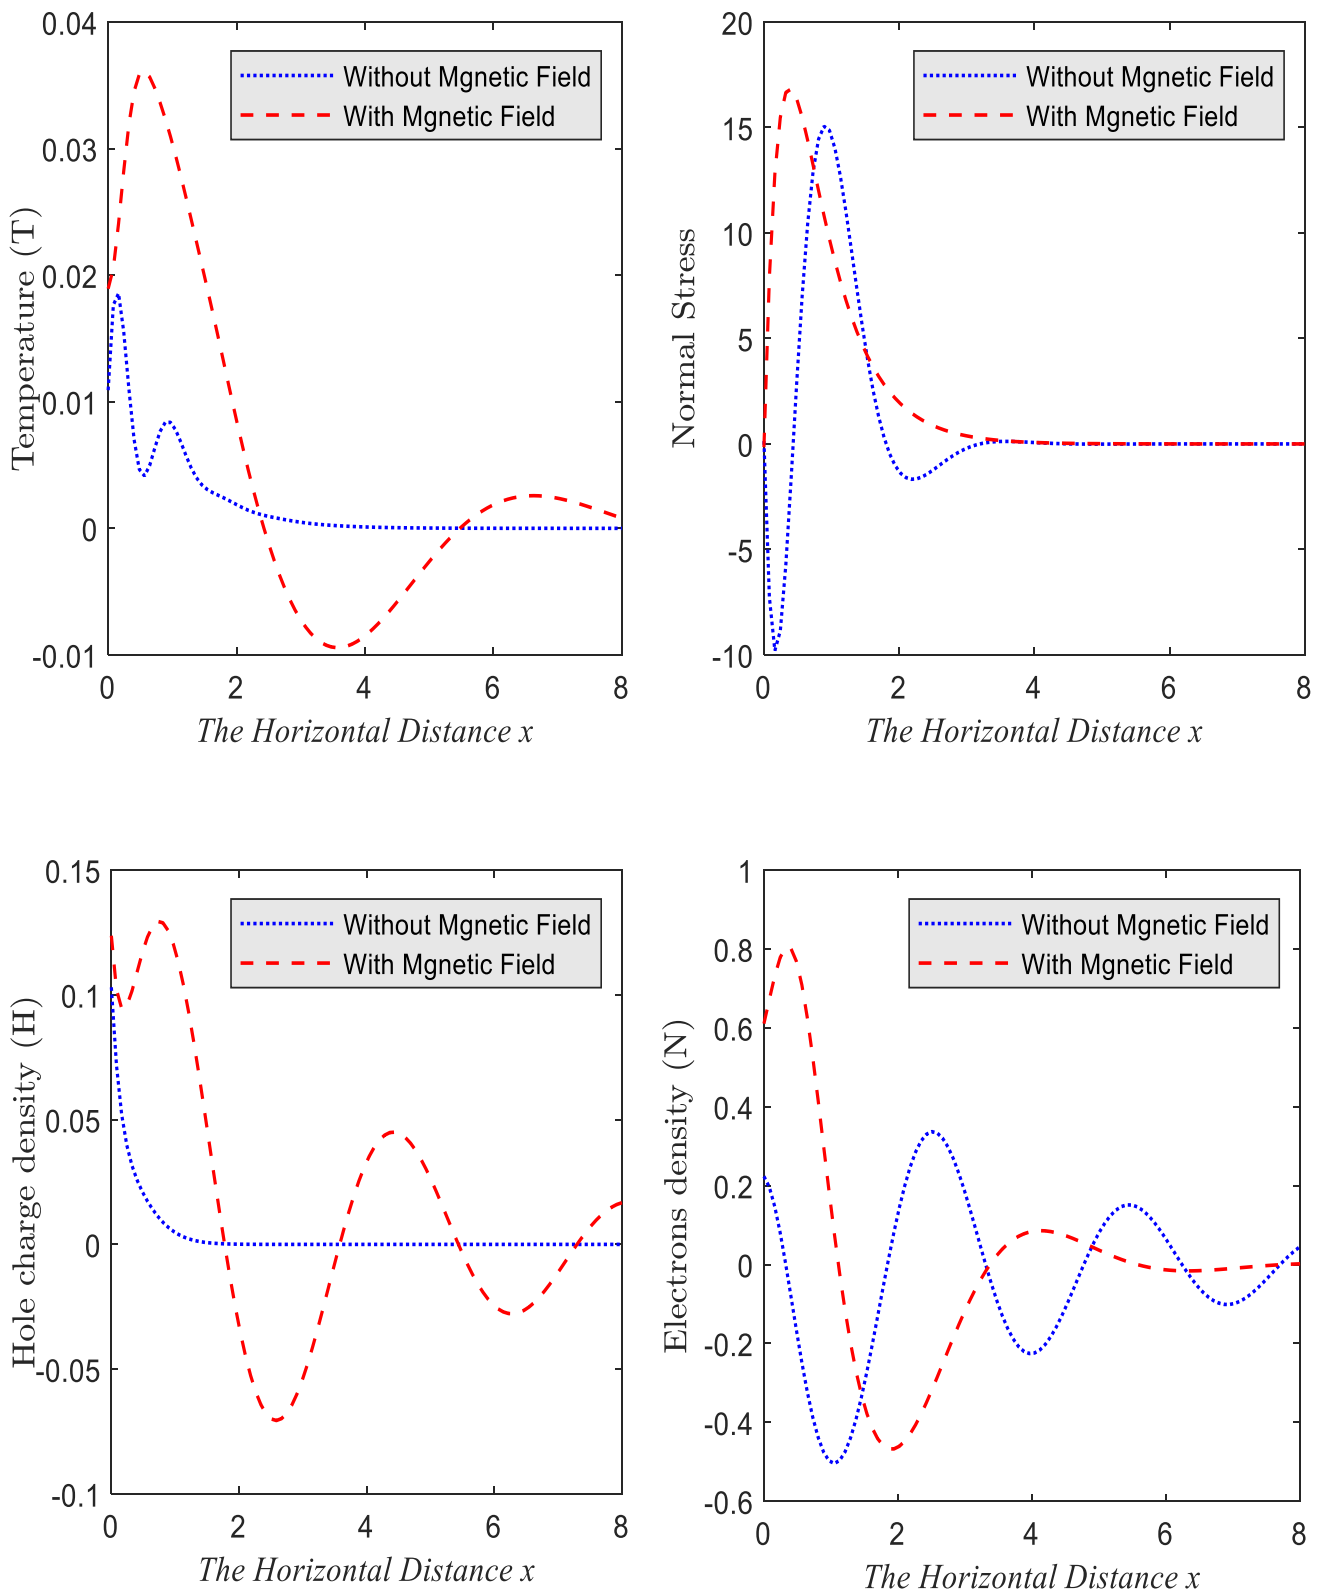 0.04
0.03
0.02
0.01
0
-0.01
Temperature (T)
Without Mgnetic Field
With Mgnetic Field
0 2 4 6 8
The Horizontal Distance x
20
15
10
5
0
-5
-10
Normal Stress
Without Mgnetic Field
With Mgnetic Field
0 2 4 6 8
The Horizontal Distance x
0.15
0.1
0.05
0
-0.05
-0.1
Hole charge density (H)
Without Mgnetic Field
With Mgnetic Field
0 2 4 6 8
The Horizontal Distance x
1
0.8
0.6
0.4
0.2
0
-0.2
-0.4
-0.6
Electrons density (N)
Without Mgnetic Field
With Mgnetic Field
0 2 4 6 8
The Horizontal Distance x